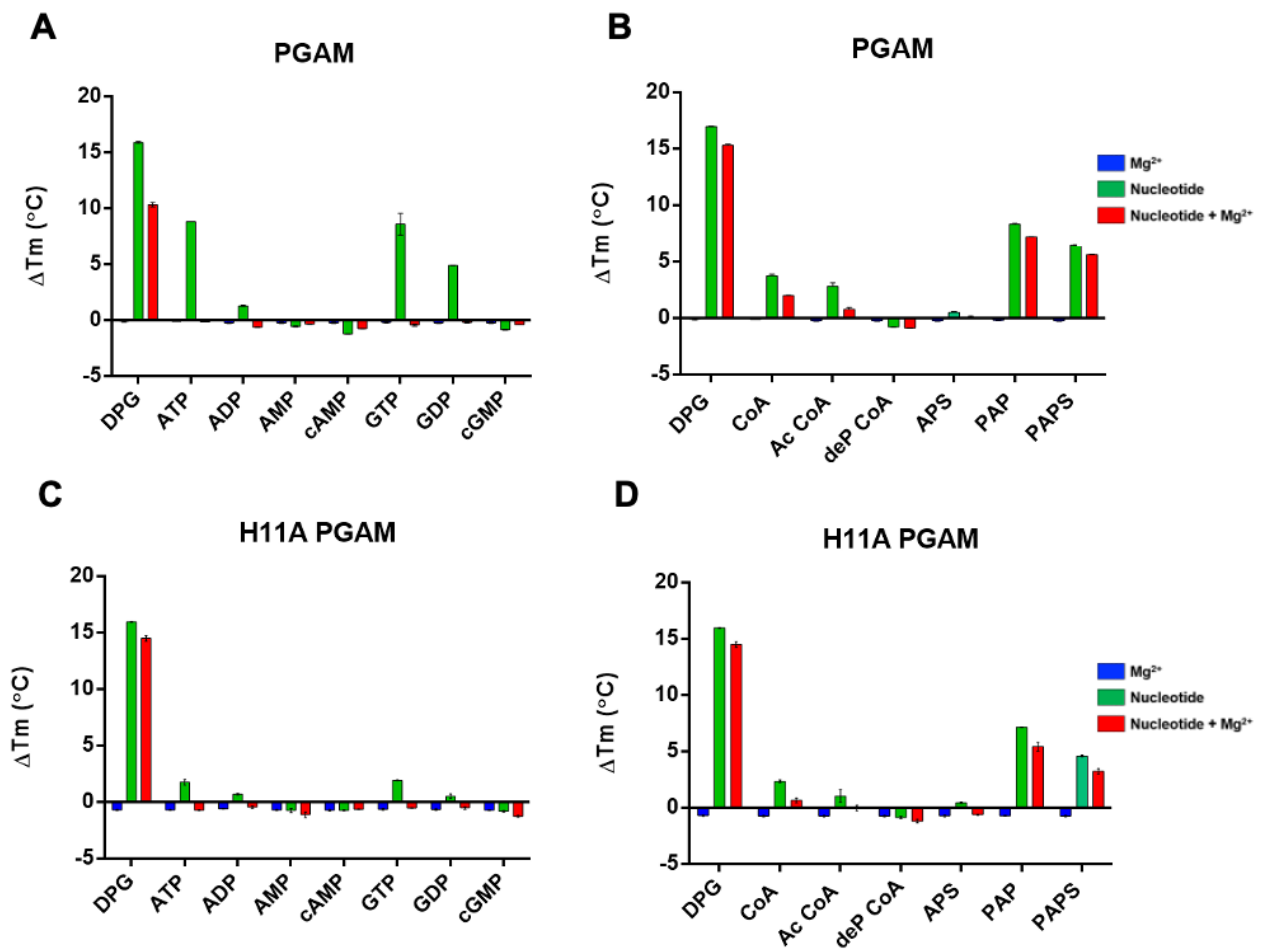 A
PGAM
ΔTm (°C)
20
15
10
5
0
-5
DPG
ATP
ADP
AMP
cAMP
GTP
GDP
cGMP
B
PGAM
ΔTm (°C)
20
15
10
5
0
-5
DPG
CoA
Ac CoA
deP CoA
APS
PAP
PAPS
Mg²⁺
Nucleotide
Nucleotide + Mg²⁺
C
H11A PGAM
ΔTm (°C)
20
15
10
5
0
-5
DPG
ATP
ADP
AMP
cAMP
GTP
GDP
cGMP
D
H11A PGAM
ΔTm (°C)
20
15
10
5
0
-5
DPG
CoA
Ac CoA
deP CoA
APS
PAP
PAPS
Mg²⁺
Nucleotide
Nucleotide + Mg²⁺